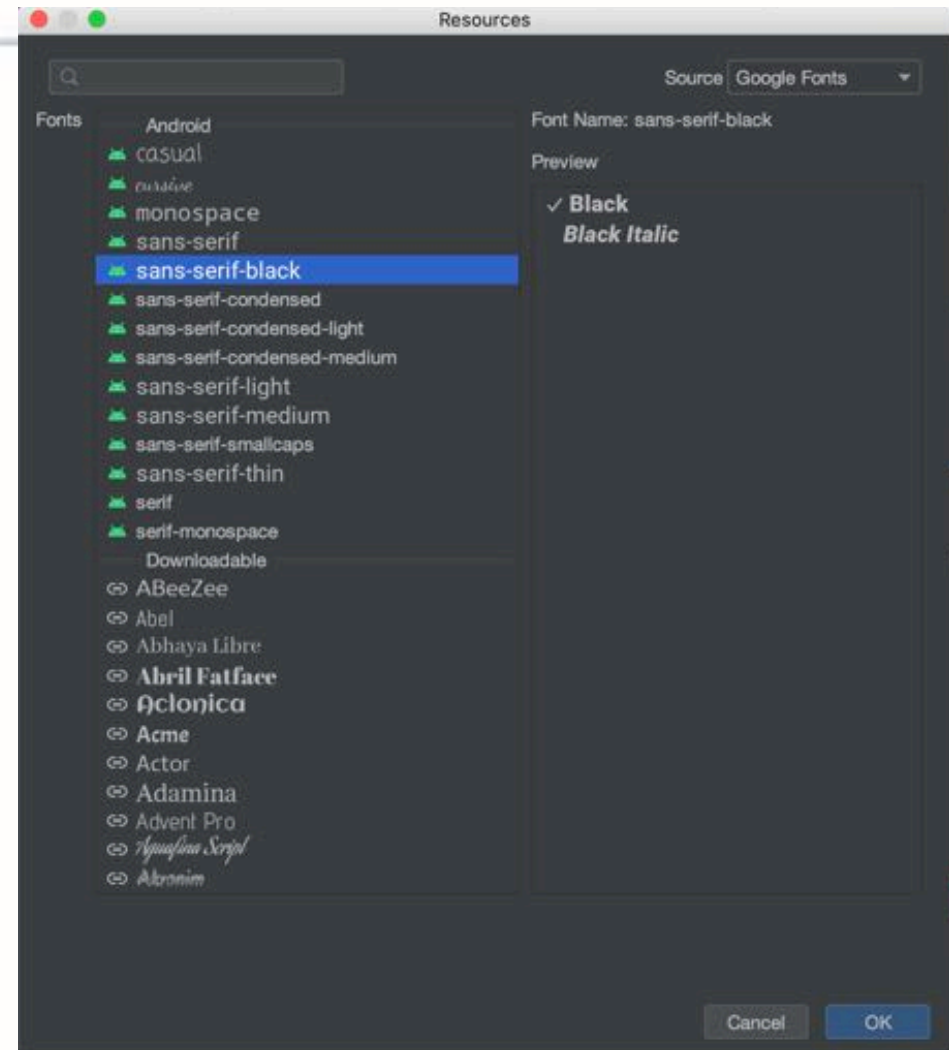 Resources
Source Google Fonts
Fonts
Android
casual
cursive
monospace
sans-serif
sans-serif-black
sans-serif-condensed
sans-serif-condensed-light
sans-serif-condensed-medium
sans-serif-light
sans-serif-medium
sans-serif-smallcaps
sans-serif-thin
serif
serif-monospace
Downloadable
ABeeZee
Abel
Abhaya Libre
Abril Fatface
Aclonica
Acme
Actor
Adamina
Advent Pro
Aguafina Script
Akronim
Font Name: sans-serif-black
Preview
✓ Black
Black Italic
Cancel
OK